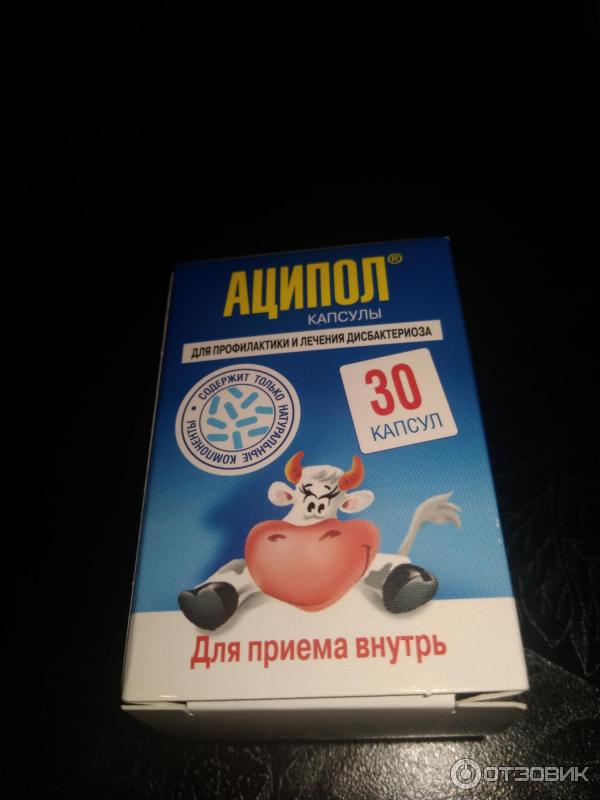 АЦИПОЛ®
КАПСУЛЫ
ДЛЯ ПРОФИЛАКТИКИ И ЛЕЧЕНИЯ ДИСБАКТЕРИОЗА
• СОДЕРЖИТ ТОЛЬКО НАТУРАЛЬНЫЕ КОМПОНЕНТЫ
30
КАПСУЛ
Для приема внутрь
ОТЗОВИК